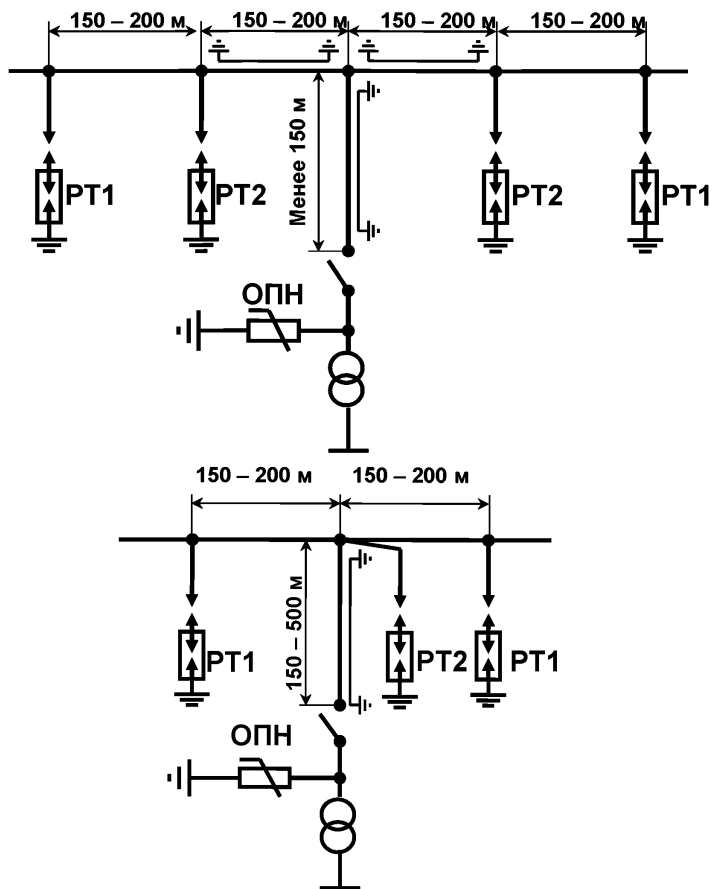 150 – 200 м 150 – 200 м 150 – 200 м 150 – 200 м
Менее 150 м
РТ1 РТ2 РТ2 РТ1
ОПН
150 – 200 м 150 – 200 м
150 – 500 м
РТ1 РТ2 РТ1
ОПН